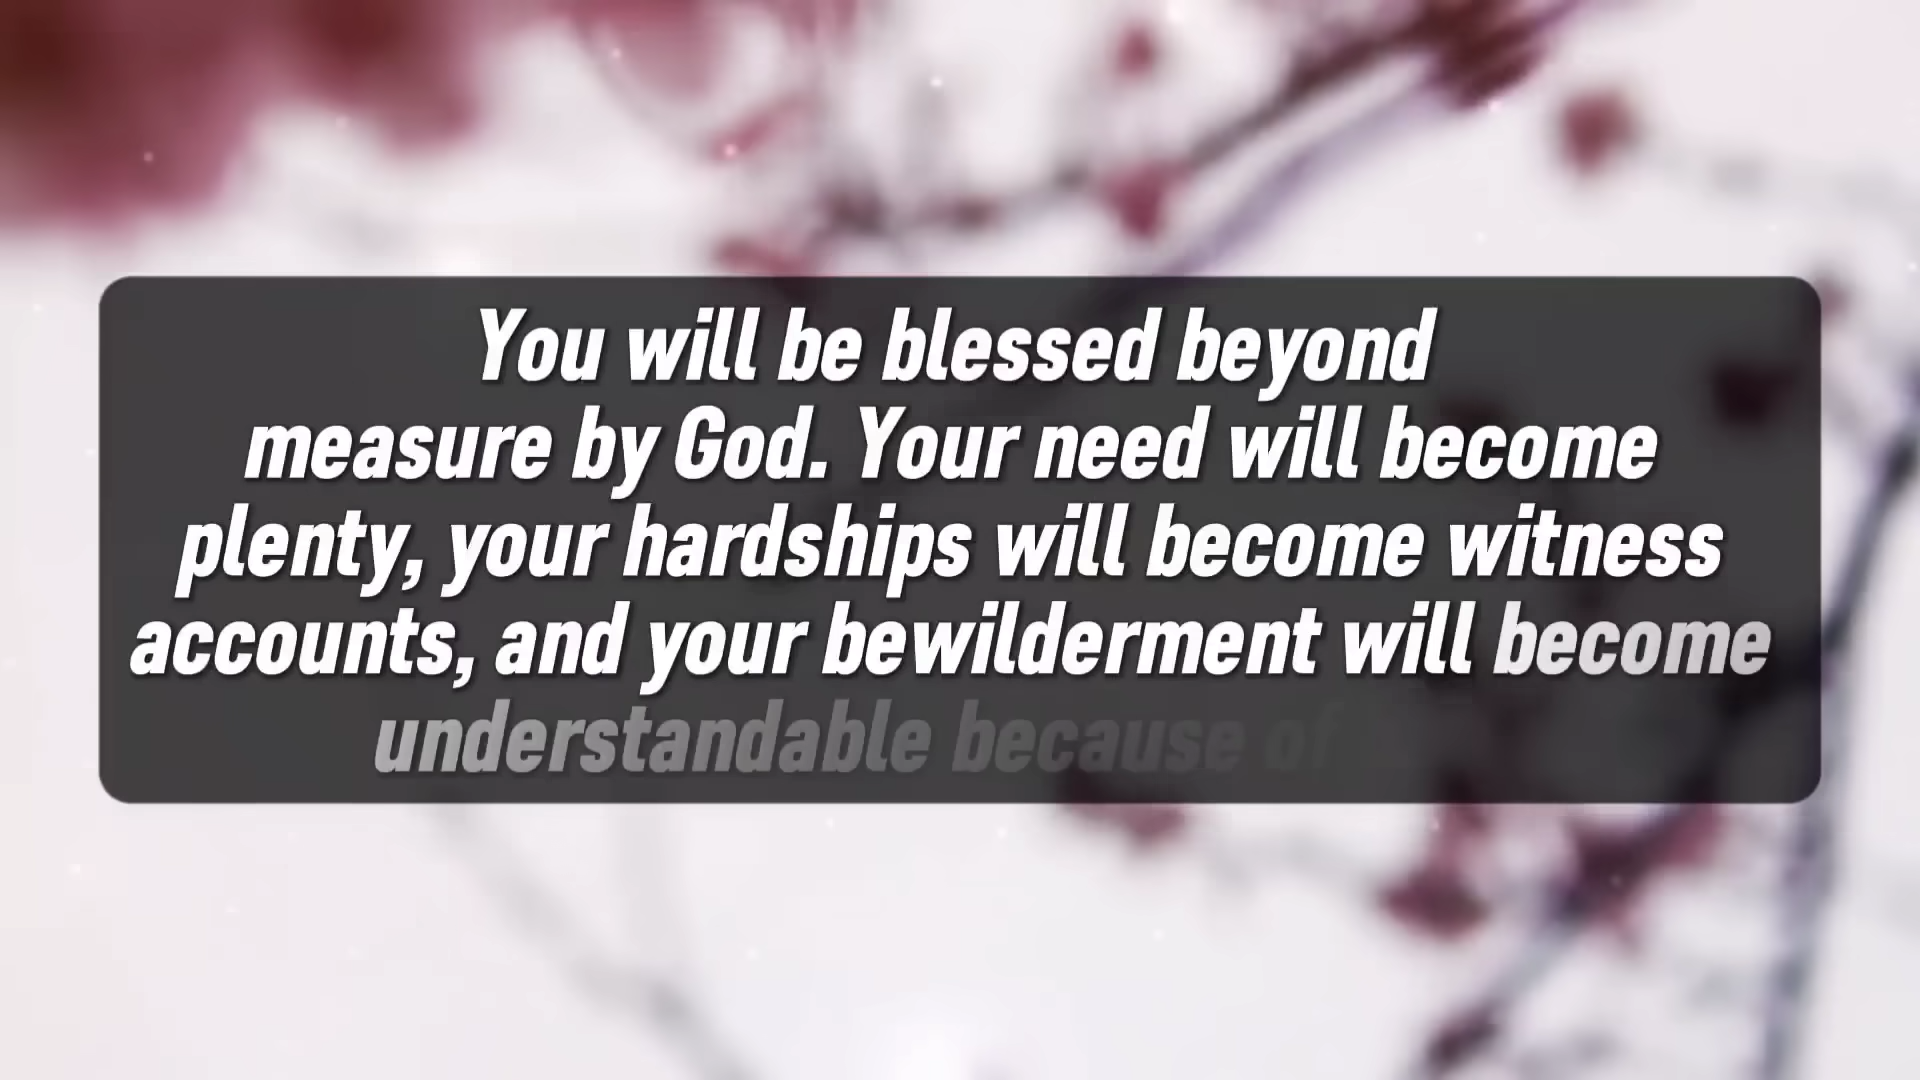 You will be blessed beyond
measure by God. Your need will become
plenty, your hardships will become witness
accounts, and your bewilderment will become
understandable because of